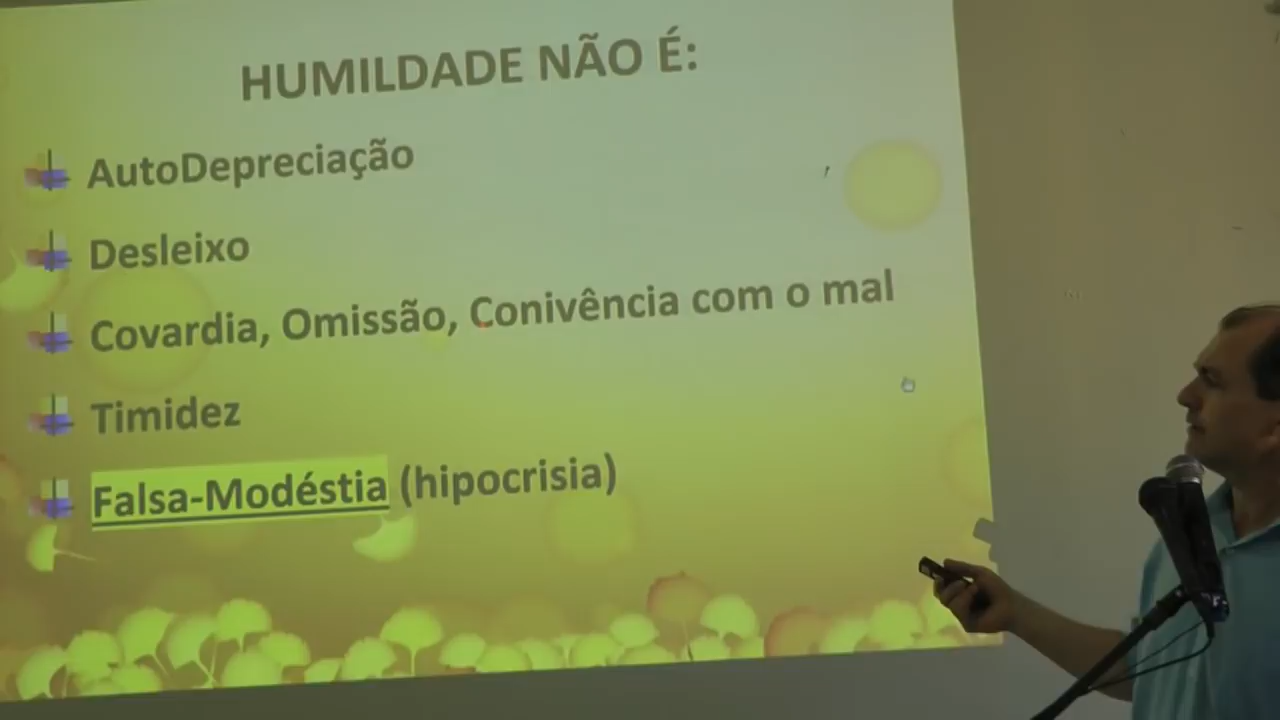 HUMILDADE NÃO É:
AutoDepreciação
Desleixo
Covardia, Omissão, Conivência com o mal
Timidez
Falsa-Modéstia (hipocrisia)